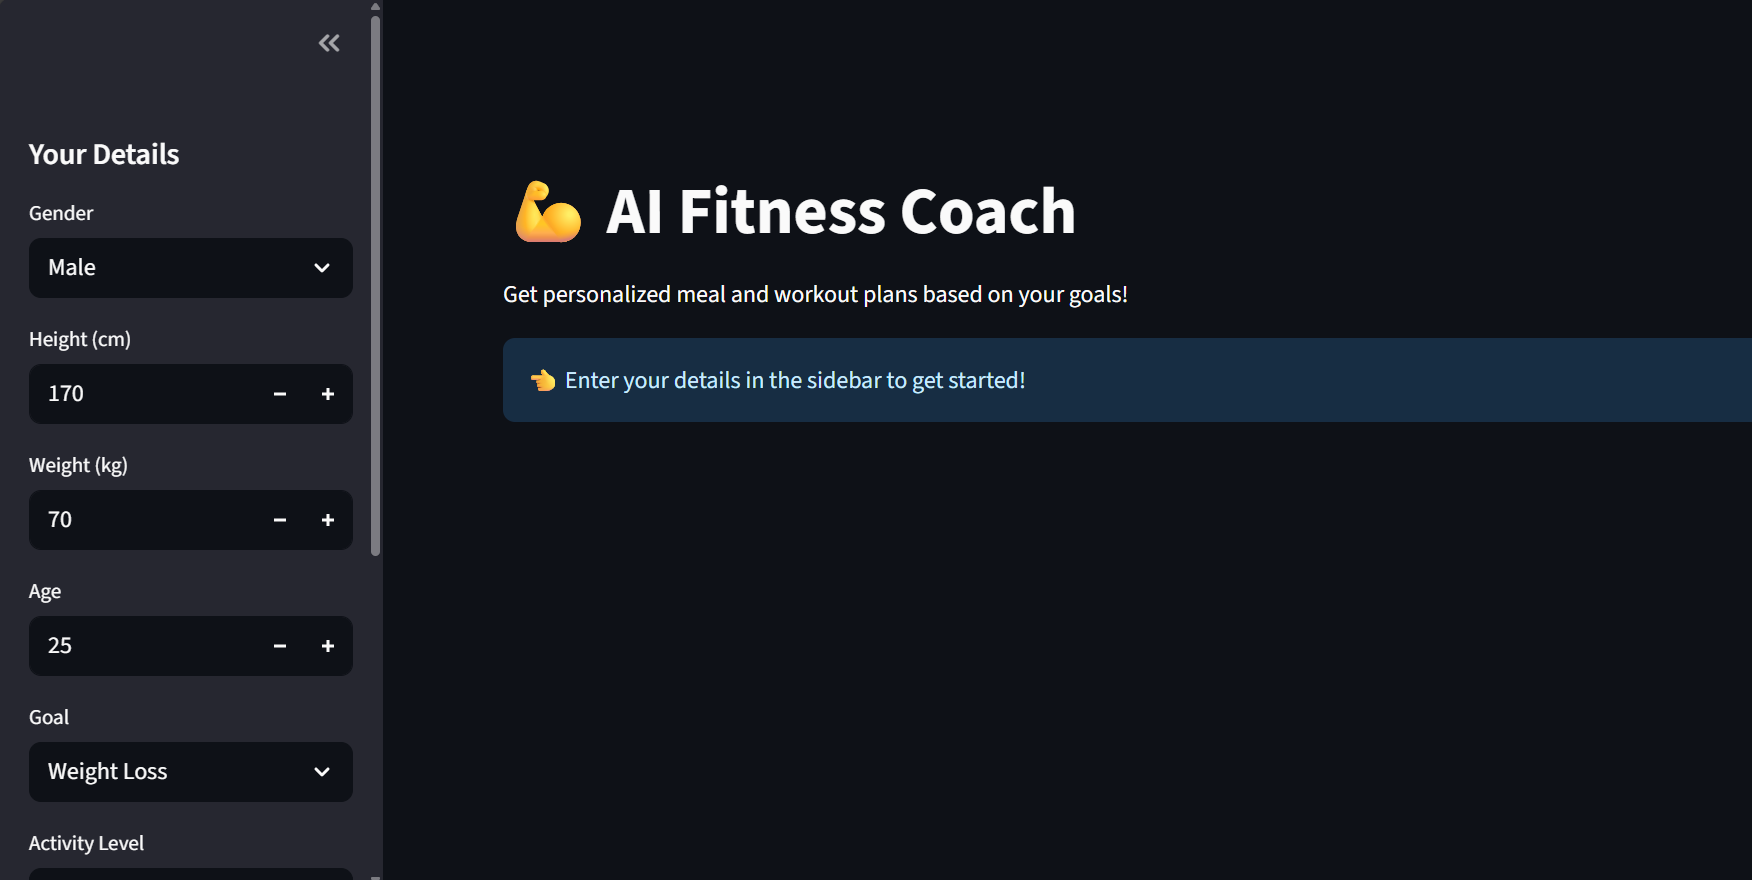 Your Details
Gender
Male
Height (cm)
170
Weight (kg)
70
Age
25
Goal
Weight Loss
Activity Level
AI Fitness Coach
Get personalized meal and workout plans based on your goals!
Enter your details in the sidebar to get started!